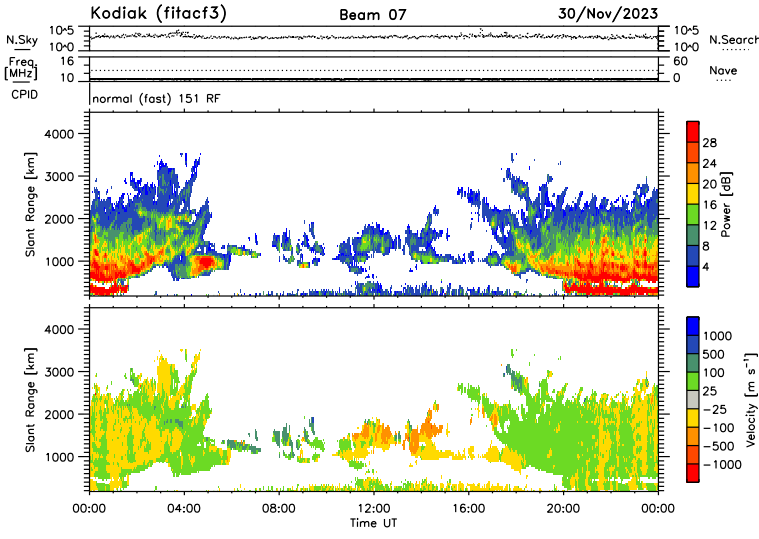 Kodiak (fitacf3) Beam 07 30/Nov/2023
N.Sky 10^5 10^0 10^5 10^0 N.Search
Freq. [MHz] 16 10 60 0 Nave
CPID normal (fast) 151 RF
Slant Range [km]
4000
3000
2000
1000
28
24
20
16
12
8
4
Power [dB]
Slant Range [km]
4000
3000
2000
1000
1000
500
100
25
−25
−100
−500
−1000
Velocity [m s⁻¹]
00:00 04:00 08:00 12:00 16:00 20:00 00:00
Time UT